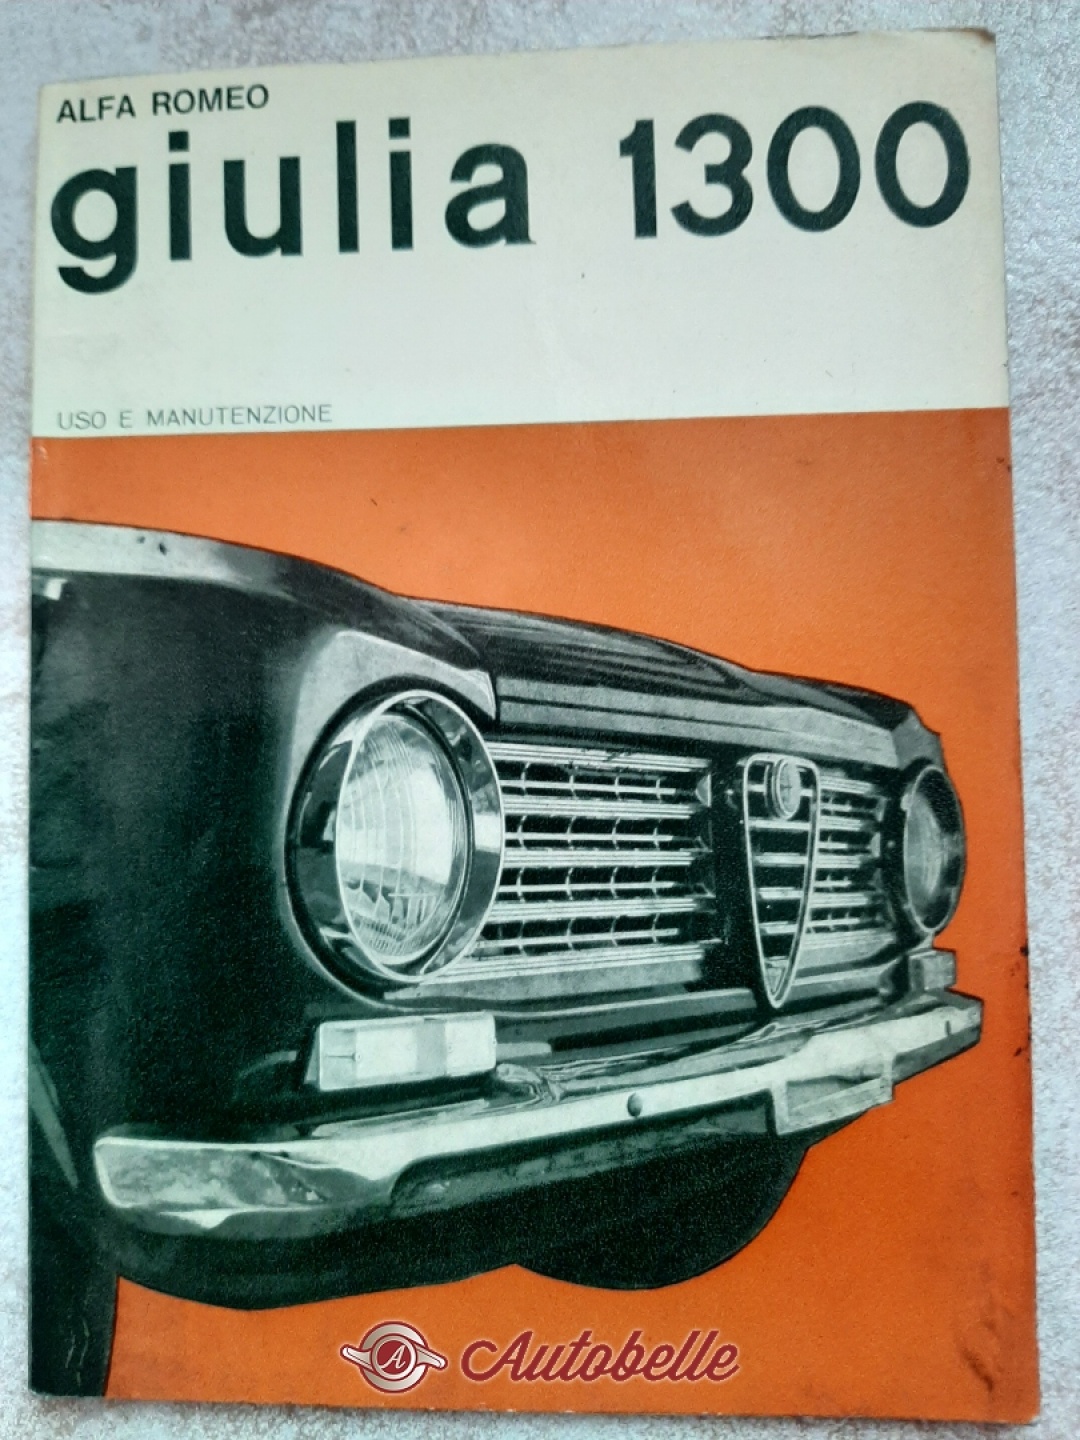 ALFA ROMEO
giulia 1300
USO E MANUTENZIONE
A Autobelle